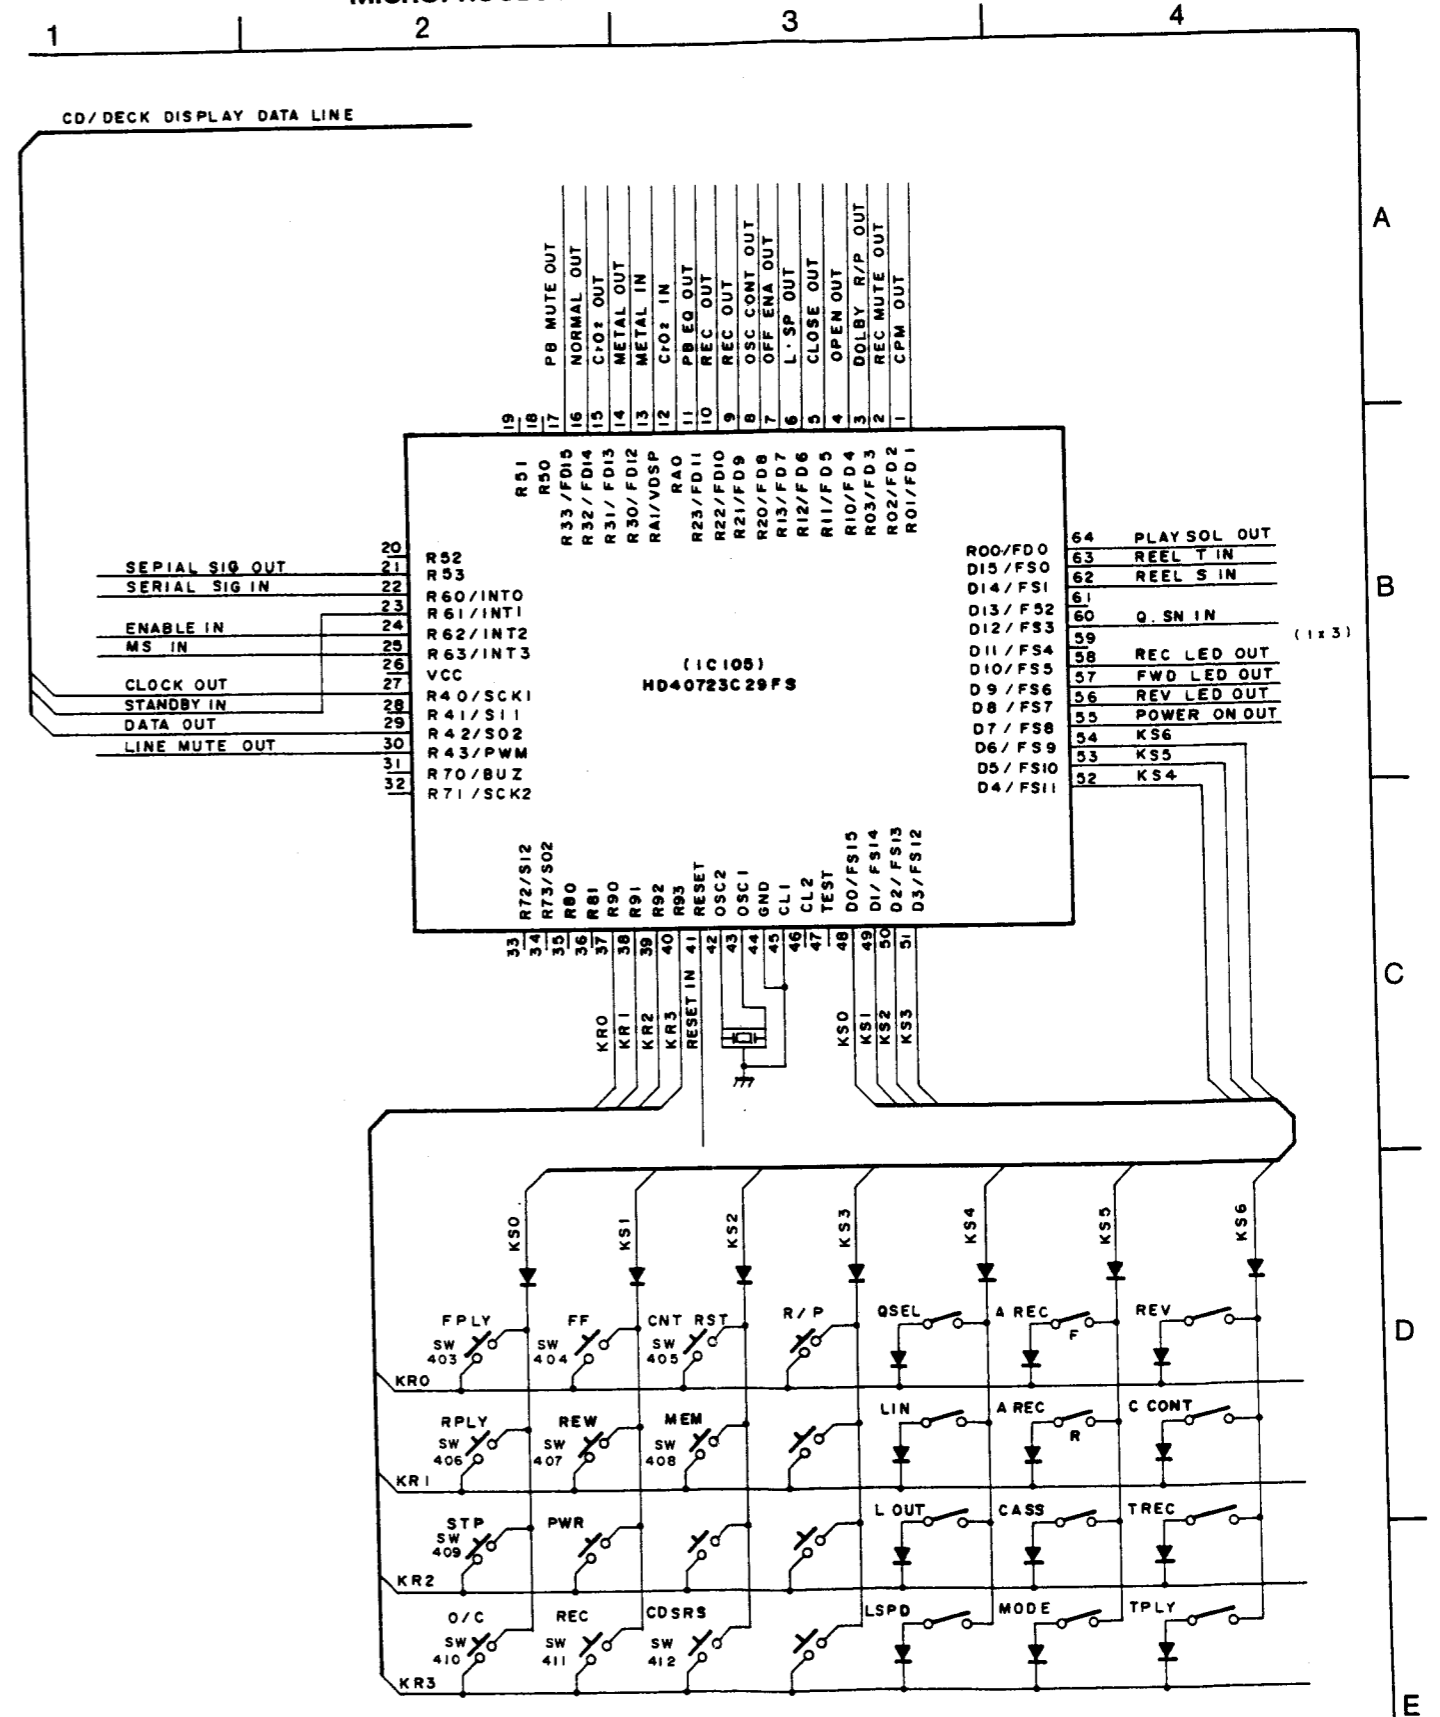 1 2 3 4
CD/DECK DISPLAY DATA LINE
A
PB MUTE OUT
NORMAL OUT
CrO2 OUT
METAL OUT
METAL IN
CrO2 IN
PB EQ OUT
REC OUT
REC OUT
OSC CONT OUT
OFF ENA OUT
L·SP OUT
CLOSE OUT
OPEN OUT
DOLBY R/P OUT
REC MUTE OUT
CPM OUT
19 18 17 16 15 14 13 12 11 10 9 8 7 6 5 4 3 2 1
R51
R50
R33/FD15
R32/FD14
R31/FD13
R30/FD12
RA1/VDSP
RA0
R23/FD11
R22/FD10
R21/FD9
R20/FD8
R13/FD7
R12/FD6
R11/FD5
R10/FD4
R03/FD3
R02/FD2
R01/FD1
B
20 R52
SEPIAL SIG OUT 21 R53
SERIAL SIG IN 22 R60/INT0
23 R61/INT1
ENABLE IN 24 R62/INT2
MS IN 25 R63/INT3
26 VCC
CLOCK OUT 27 R40/SCK1
STANDBY IN 28 R41/S11
DATA OUT 29 R42/S02
LINE MUTE OUT 30 R43/PWM
31 R70/BUZ
32 R71/SCK2
(IC105)
HD40723C29FS
R00/FD0 64 PLAY SOL OUT
D15/FS0 63 REEL T IN
D14/FS1 62 REEL S IN
D13/FS2 61
D12/FS3 60 Q.SN IN
D11/FS4 59
(1x3)
D10/FS5 58 REC LED OUT
D9/FS6 57 FWD LED OUT
D8/FS7 56 REV LED OUT
D7/FS8 55 POWER ON OUT
D6/FS9 54 KS6
D5/FS10 53 KS5
D4/FS11 52 KS4
R72/S12
R73/S02
R80
R81
R90
R91
R92
R93
RESET
OSC2
OSC1
GND
CL1
CL2
TEST
D0/FS15
D1/FS14
D2/FS13
D3/FS12
33 34 35 36 37 38 39 40 41 42 43 44 45 46 47 48 49 50 51
C
KR0
KR1
KR2
KR3
RESET IN
KS0
KS1
KS2
KS3
KS0 KS1 KS2 KS3 KS4 KS5 KS6
D
FPLY FF CNT RST R/P QSEL A REC REV
SW SW SW F
403 404 405
KR0
RPLY REW MEM LIN A REC C CONT
SW SW SW R
406 407 408
KR1
STP PWR L OUT CASS TREC
SW
409
KR2
O/C REC CDSRS LSPD MODE TPLY
SW SW SW
410 411 412
KR3
E